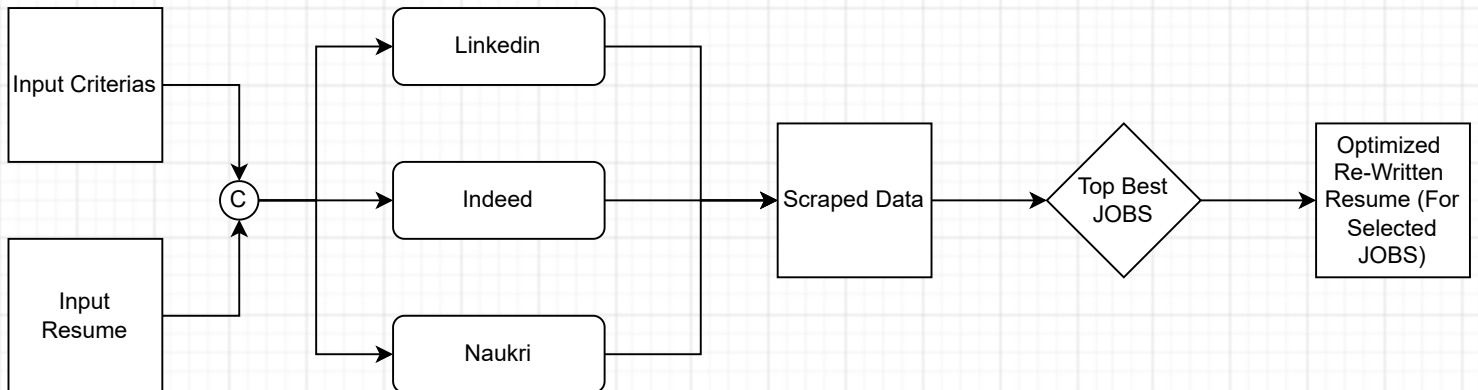 Input Criterias
Input
Resume
C
Linkedin
Indeed
Naukri
Scraped Data
Top Best
JOBS
Optimized
Re-Written
Resume (For
Selected
JOBS)